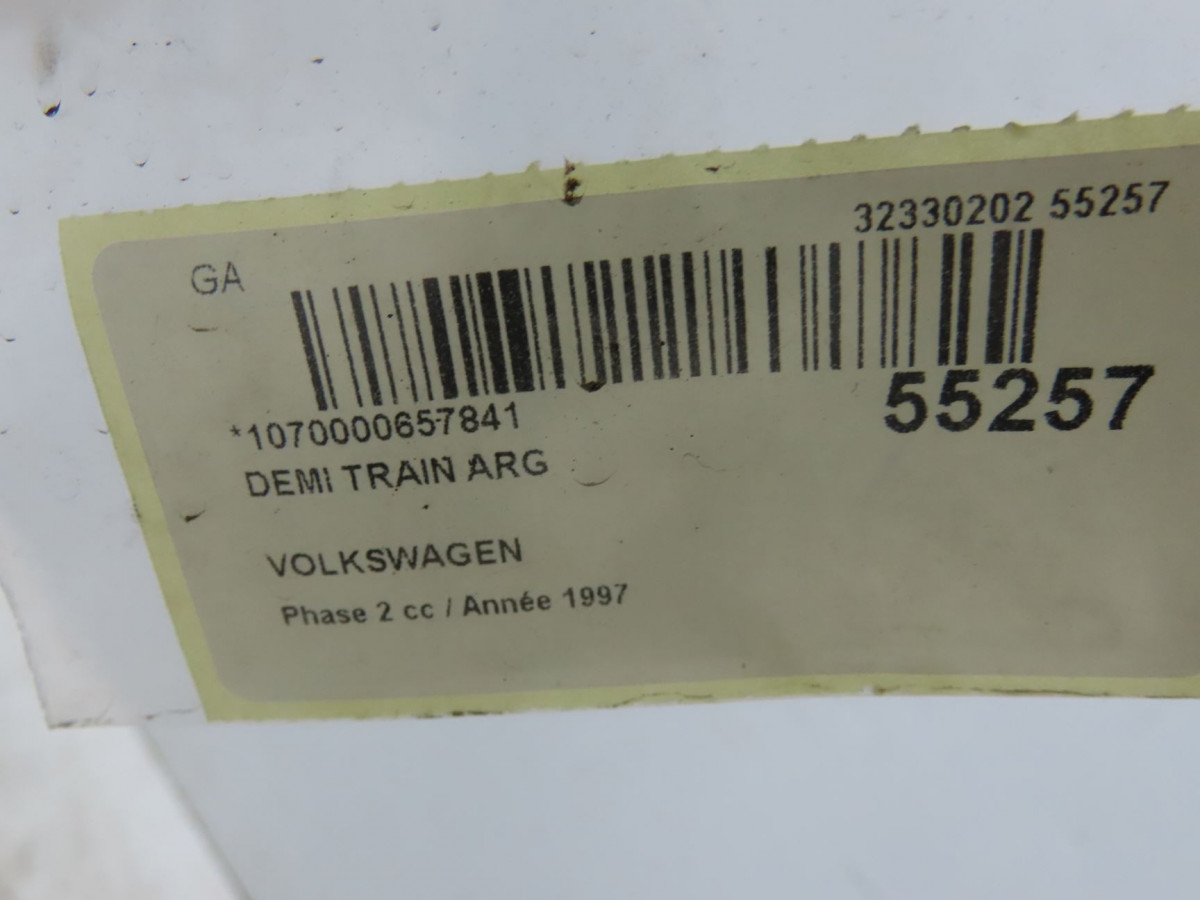 32330202 55257
GA
55257
*1070000657841
DEMI TRAIN ARG
VOLKSWAGEN
Phase 2 cc / Année 1997